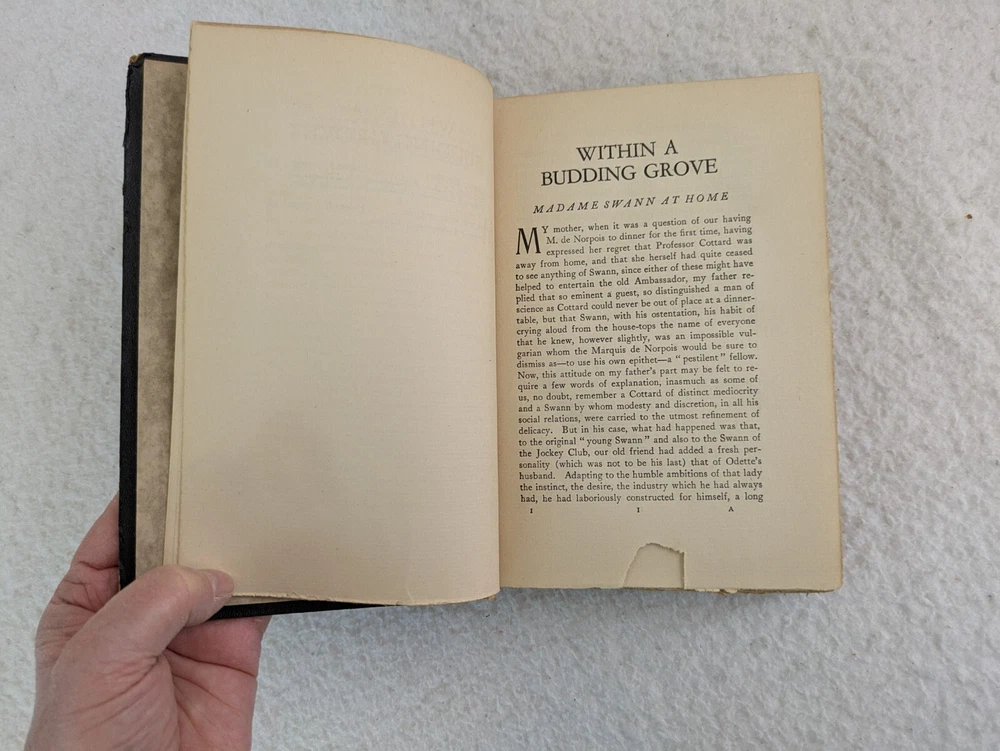 WITHIN A
BUDDING GROVE
MADAME SWANN AT HOME
MY mother, when it was a question of our having
M. de Norpois to dinner for the first time, having
expressed her regret that Professor Cottard was
away from home, and that she herself had quite ceased
to see anything of Swann, since either of these might have
helped to entertain the old Ambassador, my father re-
plied that so eminent a guest, so distinguished a man of
science as Cottard could never be out of place at a dinner-
table, but that Swann, with his ostentation, his habit of
crying aloud from the house-tops the name of everyone
that he knew, however slightly, was an impossible vul-
garian whom the Marquis de Norpois would be sure to
dismiss as—to use his own epithet—a “ pestilent ” fellow.
Now, this attitude on my father's part may be felt to re-
quire a few words of explanation, inasmuch as some of
us, no doubt, remember a Cottard of distinct mediocrity
and a Swann by whom modesty and discretion, in all his
social relations, were carried to the utmost refinement of
delicacy. But in his case, what had happened was that,
to the original “ young Swann ” and also to the Swann of
the Jockey Club, our old friend had added a fresh per-
sonality (which was not to be his last) that of Odette's
husband. Adapting to the humble ambitions of that lady
the instinct, the desire, the industry which he had always
had, he had laboriously constructed for himself, a long
I I A